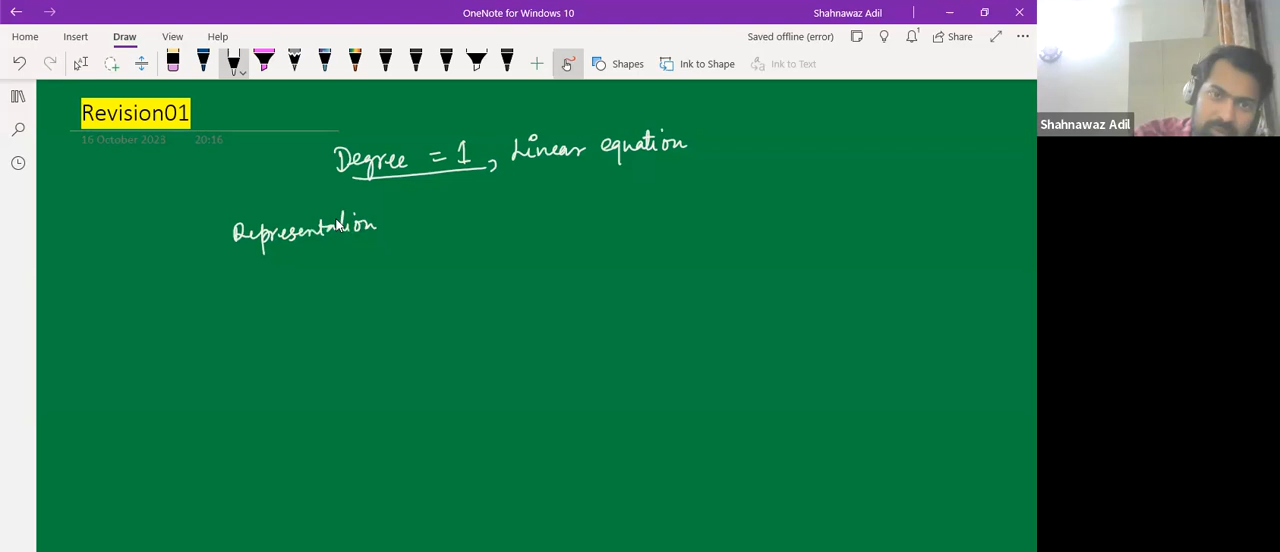 OneNote for Windows 10
Shahnawaz Adil
Home Insert Draw View Help
Saved offline (error)
Share
Shapes
Ink to Shape
Ink to Text
Revision01
16 October 2023 20:16
Degree = 1, Linear equation
Representation
Shahnawaz Adil